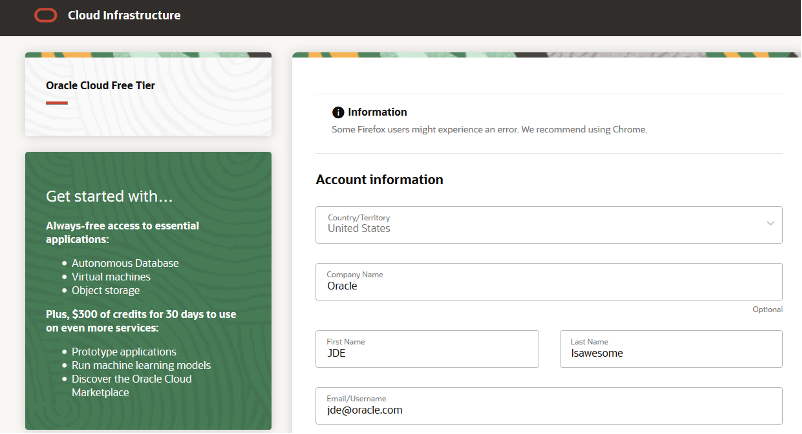 Cloud Infrastructure
Oracle Cloud Free Tier
Get started with...
Always-free access to essential
applications:
Autonomous Database
Virtual machines
Object storage
Plus, $300 of credits for 30 days to use
on even more services:
Prototype applications
Run machine learning models
Discover the Oracle Cloud
Marketplace
Information
Some Firefox users might experience an error. We recommend using Chrome.
Account information
Country/Territory
United States
Company Name
Oracle
Optional
First Name
JDE
Last Name
Isawesome
Email/Username
jde@oracle.com